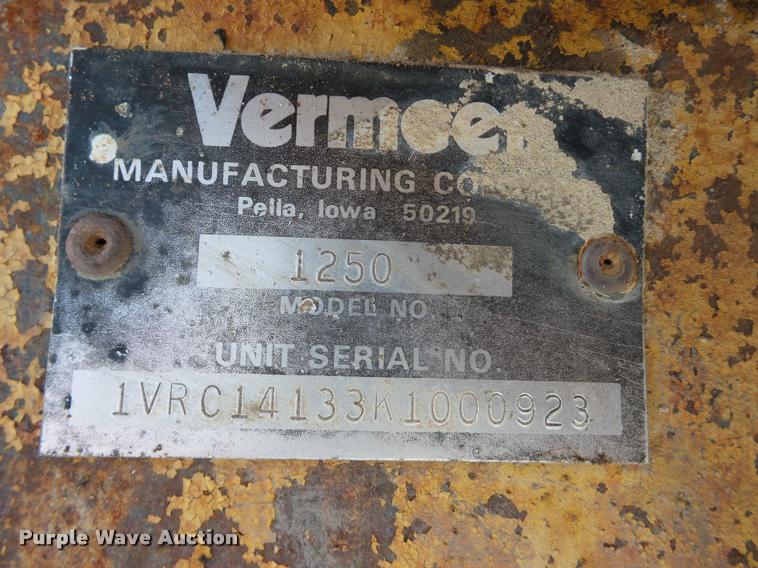 Vermeer
MANUFACTURING CO
Pella, Iowa 50219
1250
MODEL NO.
UNIT SERIAL NO.
1VRC14133K1000923
Purple Wave Auction